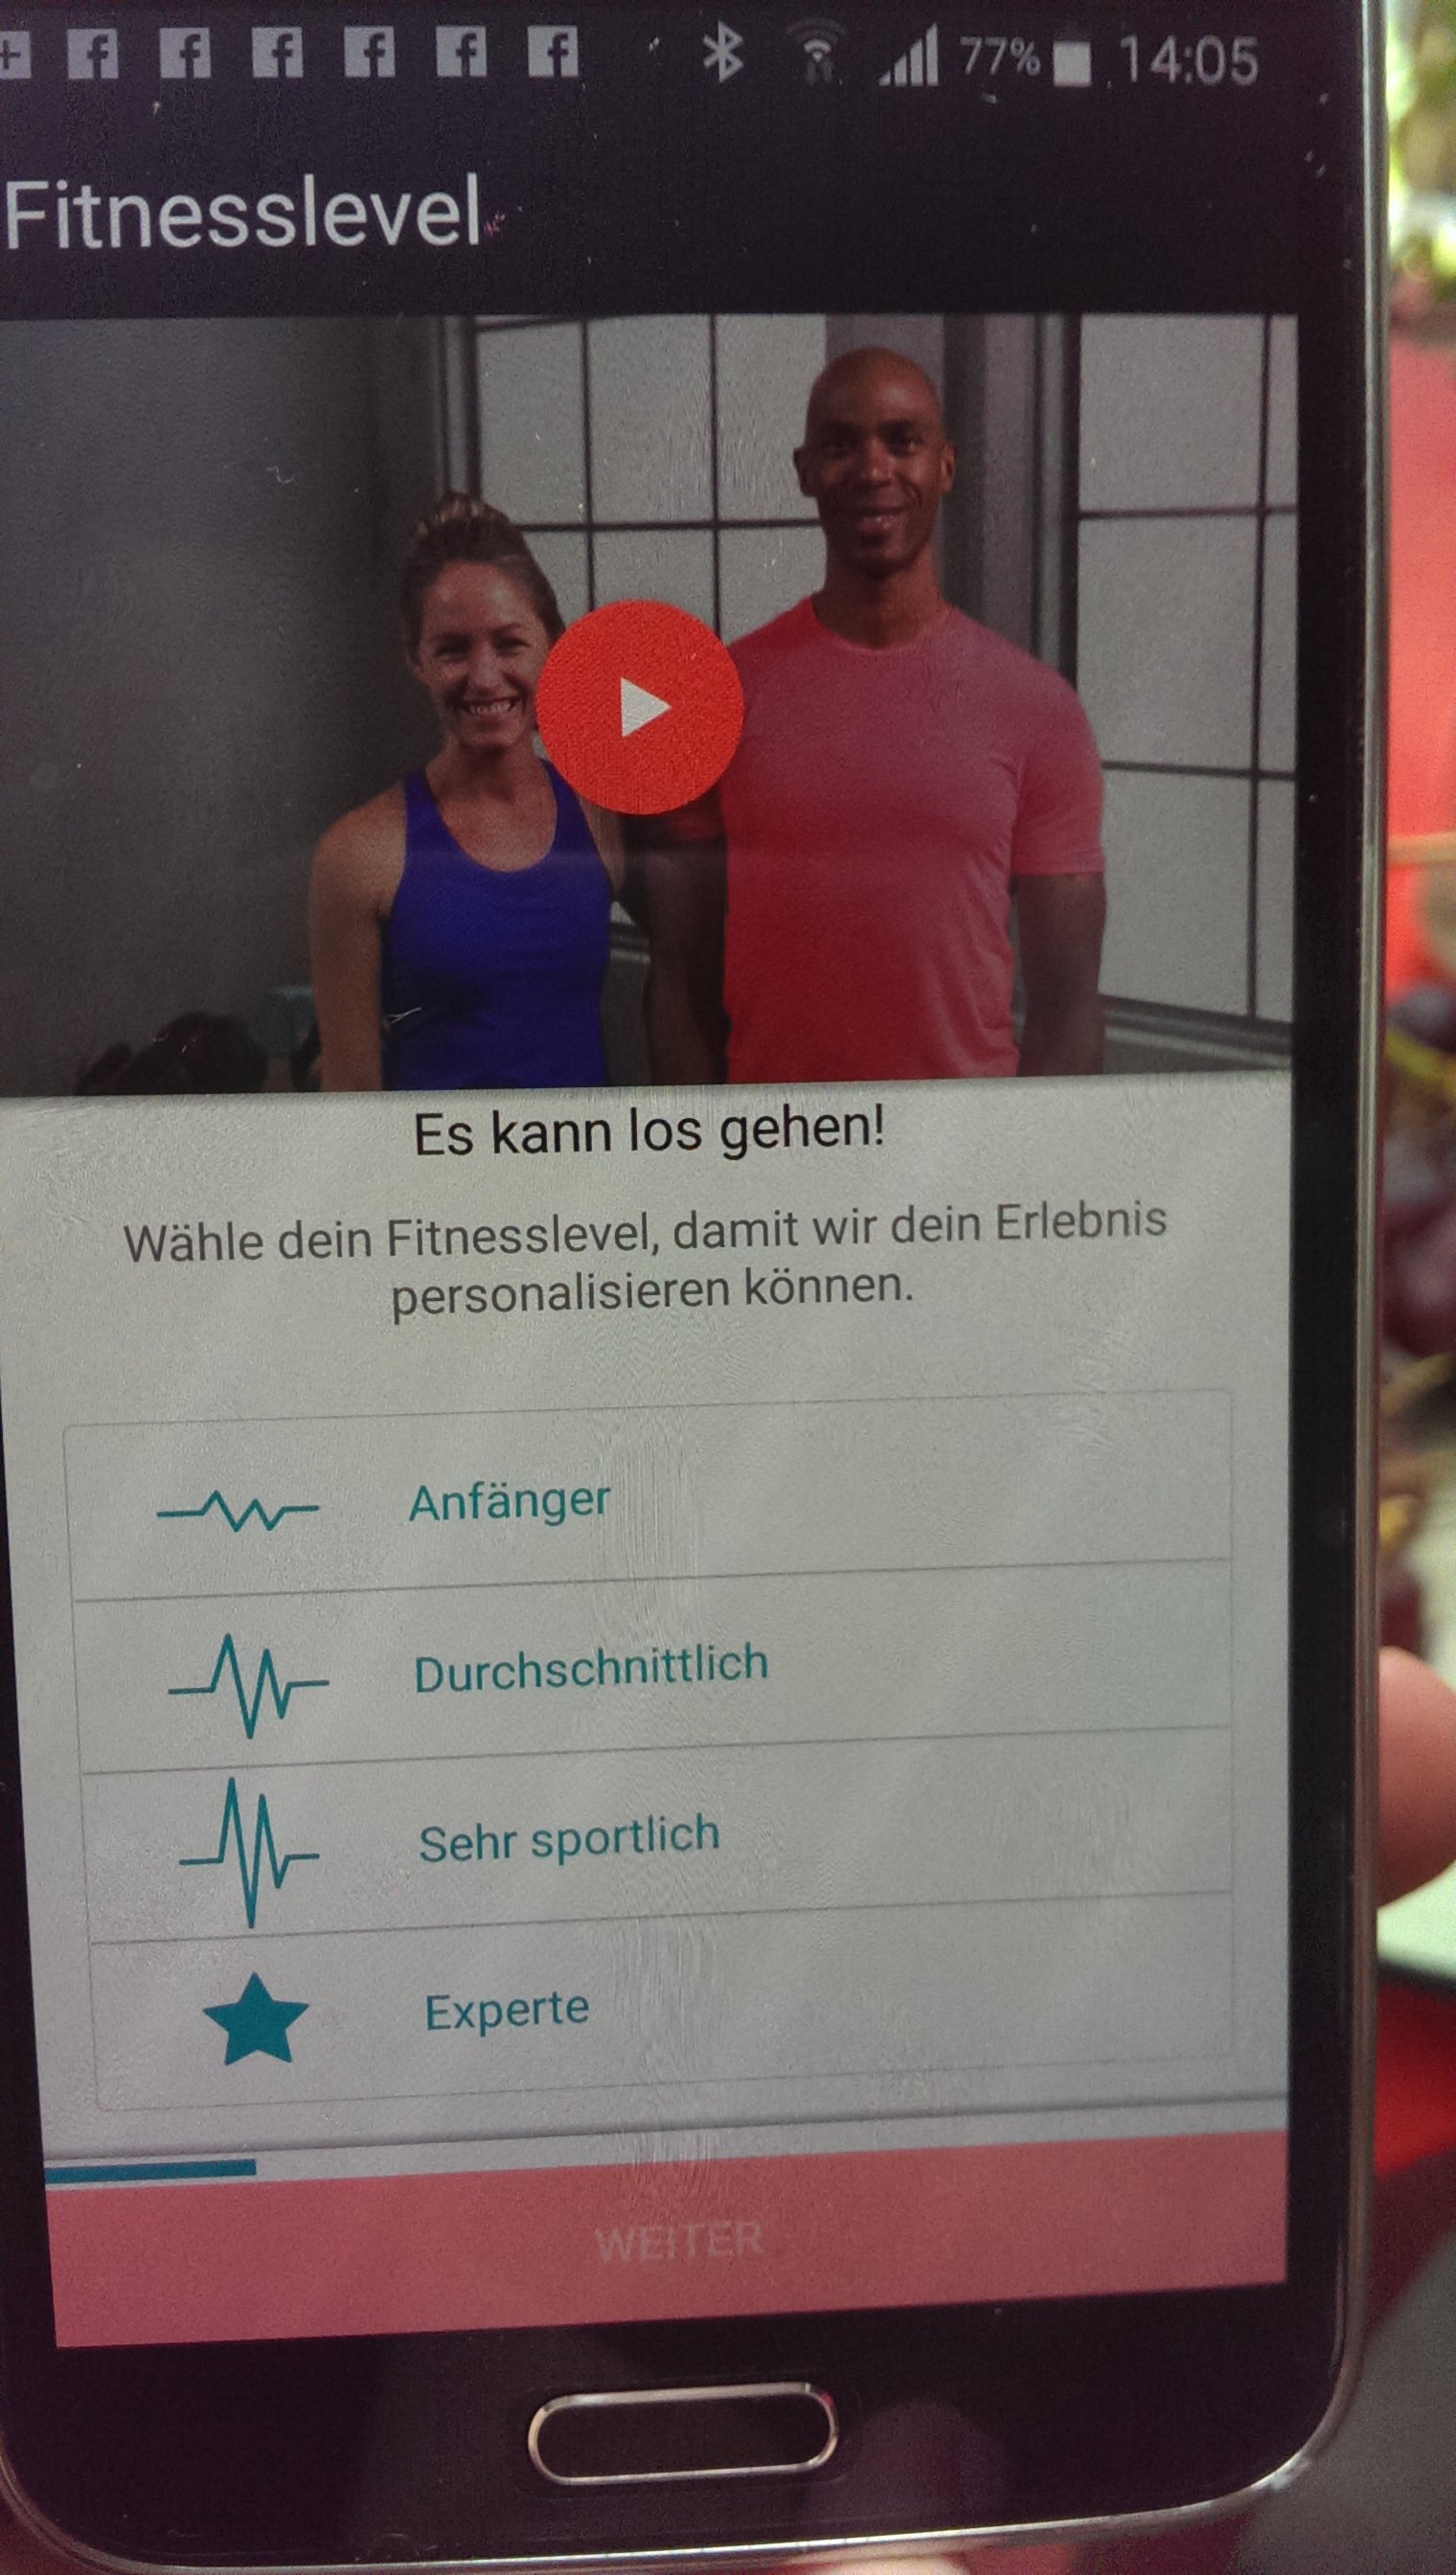 77% 14:05
Fitnesslevel
Es kann los gehen!
Wähle dein Fitnesslevel, damit wir dein Erlebnis
personalisieren können.
Anfänger
Durchschnittlich
Sehr sportlich
Experte
WEITER